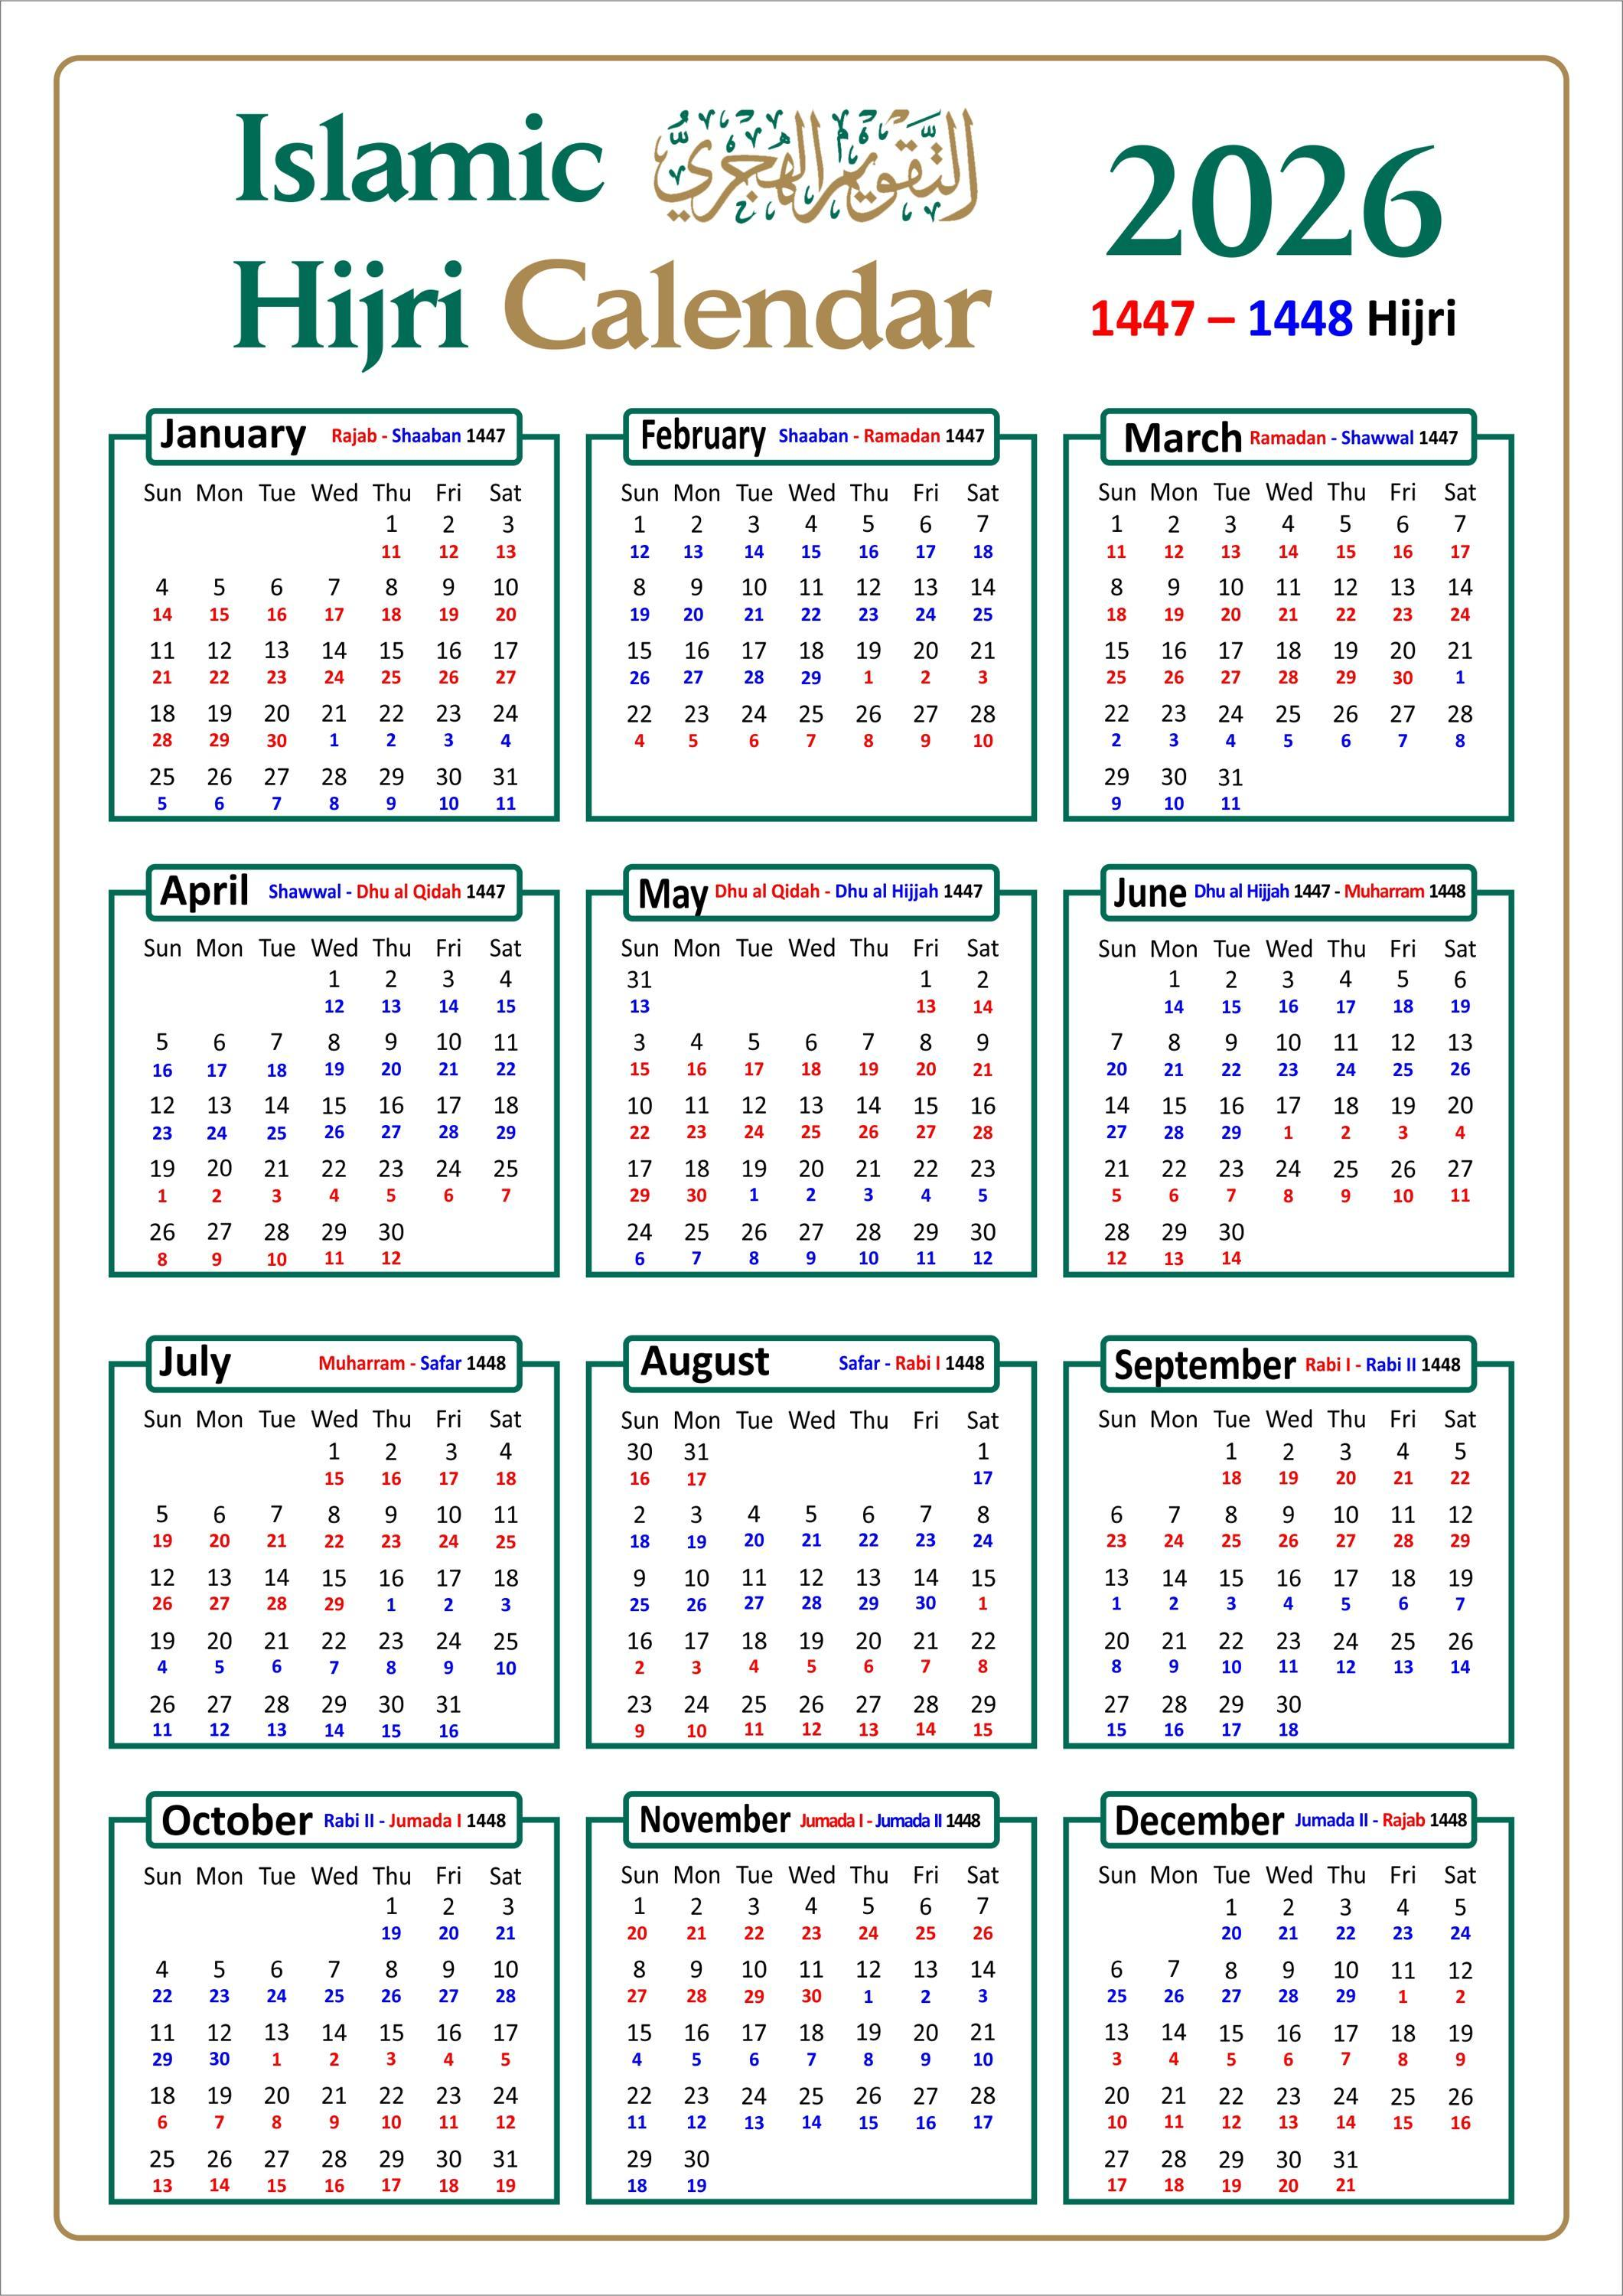 Islamic التَّقْوِيمُ الهِجْرِيُّ
Hijri Calendar
2026
1447 – 1448 Hijri
January Rajab - Shaaban 1447
Sun Mon Tue Wed Thu Fri Sat
1 2 3
11 12 13
4 5 6 7 8 9 10
14 15 16 17 18 19 20
11 12 13 14 15 16 17
21 22 23 24 25 26 27
18 19 20 21 22 23 24
28 29 30 1 2 3 4
25 26 27 28 29 30 31
5 6 7 8 9 10 11
February Shaaban - Ramadan 1447
Sun Mon Tue Wed Thu Fri Sat
1 2 3 4 5 6 7
12 13 14 15 16 17 18
8 9 10 11 12 13 14
19 20 21 22 23 24 25
15 16 17 18 19 20 21
26 27 28 29 1 2 3
22 23 24 25 26 27 28
4 5 6 7 8 9 10
March Ramadan - Shawwal 1447
Sun Mon Tue Wed Thu Fri Sat
1 2 3 4 5 6 7
11 12 13 14 15 16 17
8 9 10 11 12 13 14
18 19 20 21 22 23 24
15 16 17 18 19 20 21
25 26 27 28 29 30 1
22 23 24 25 26 27 28
2 3 4 5 6 7 8
29 30 31
9 10 11
April Shawwal - Dhu al Qidah 1447
Sun Mon Tue Wed Thu Fri Sat
1 2 3 4
12 13 14 15
5 6 7 8 9 10 11
16 17 18 19 20 21 22
12 13 14 15 16 17 18
23 24 25 26 27 28 29
19 20 21 22 23 24 25
1 2 3 4 5 6 7
26 27 28 29 30
8 9 10 11 12
May Dhu al Qidah - Dhu al Hijjah 1447
Sun Mon Tue Wed Thu Fri Sat
31 1 2
13 13 14
3 4 5 6 7 8 9
15 16 17 18 19 20 21
10 11 12 13 14 15 16
22 23 24 25 26 27 28
17 18 19 20 21 22 23
29 30 1 2 3 4 5
24 25 26 27 28 29 30
6 7 8 9 10 11 12
June Dhu al Hijjah 1447 - Muharram 1448
Sun Mon Tue Wed Thu Fri Sat
1 2 3 4 5 6
14 15 16 17 18 19
7 8 9 10 11 12 13
20 21 22 23 24 25 26
14 15 16 17 18 19 20
27 28 29 1 2 3 4
21 22 23 24 25 26 27
5 6 7 8 9 10 11
28 29 30
12 13 14
July Muharram - Safar 1448
Sun Mon Tue Wed Thu Fri Sat
1 2 3 4
15 16 17 18
5 6 7 8 9 10 11
19 20 21 22 23 24 25
12 13 14 15 16 17 18
26 27 28 29 1 2 3
19 20 21 22 23 24 25
4 5 6 7 8 9 10
26 27 28 29 30 31
11 12 13 14 15 16
August Safar - Rabi I 1448
Sun Mon Tue Wed Thu Fri Sat
30 31 1
16 17 17
2 3 4 5 6 7 8
18 19 20 21 22 23 24
9 10 11 12 13 14 15
25 26 27 28 29 30 1
16 17 18 19 20 21 22
2 3 4 5 6 7 8
23 24 25 26 27 28 29
9 10 11 12 13 14 15
September Rabi I - Rabi II 1448
Sun Mon Tue Wed Thu Fri Sat
1 2 3 4 5
18 19 20 21 22
6 7 8 9 10 11 12
23 24 25 26 27 28 29
13 14 15 16 17 18 19
1 2 3 4 5 6 7
20 21 22 23 24 25 26
8 9 10 11 12 13 14
27 28 29 30
15 16 17 18
October Rabi II - Jumada I 1448
Sun Mon Tue Wed Thu Fri Sat
1 2 3
19 20 21
4 5 6 7 8 9 10
22 23 24 25 26 27 28
11 12 13 14 15 16 17
29 30 1 2 3 4 5
18 19 20 21 22 23 24
6 7 8 9 10 11 12
25 26 27 28 29 30 31
13 14 15 16 17 18 19
November Jumada I - Jumada II 1448
Sun Mon Tue Wed Thu Fri Sat
1 2 3 4 5 6 7
20 21 22 23 24 25 26
8 9 10 11 12 13 14
27 28 29 30 1 2 3
15 16 17 18 19 20 21
4 5 6 7 8 9 10
22 23 24 25 26 27 28
11 12 13 14 15 16 17
29 30
18 19
December Jumada II - Rajab 1448
Sun Mon Tue Wed Thu Fri Sat
1 2 3 4 5
20 21 22 23 24
6 7 8 9 10 11 12
25 26 27 28 29 1 2
13 14 15 16 17 18 19
3 4 5 6 7 8 9
20 21 22 23 24 25 26
10 11 12 13 14 15 16
27 28 29 30 31
17 18 19 20 21